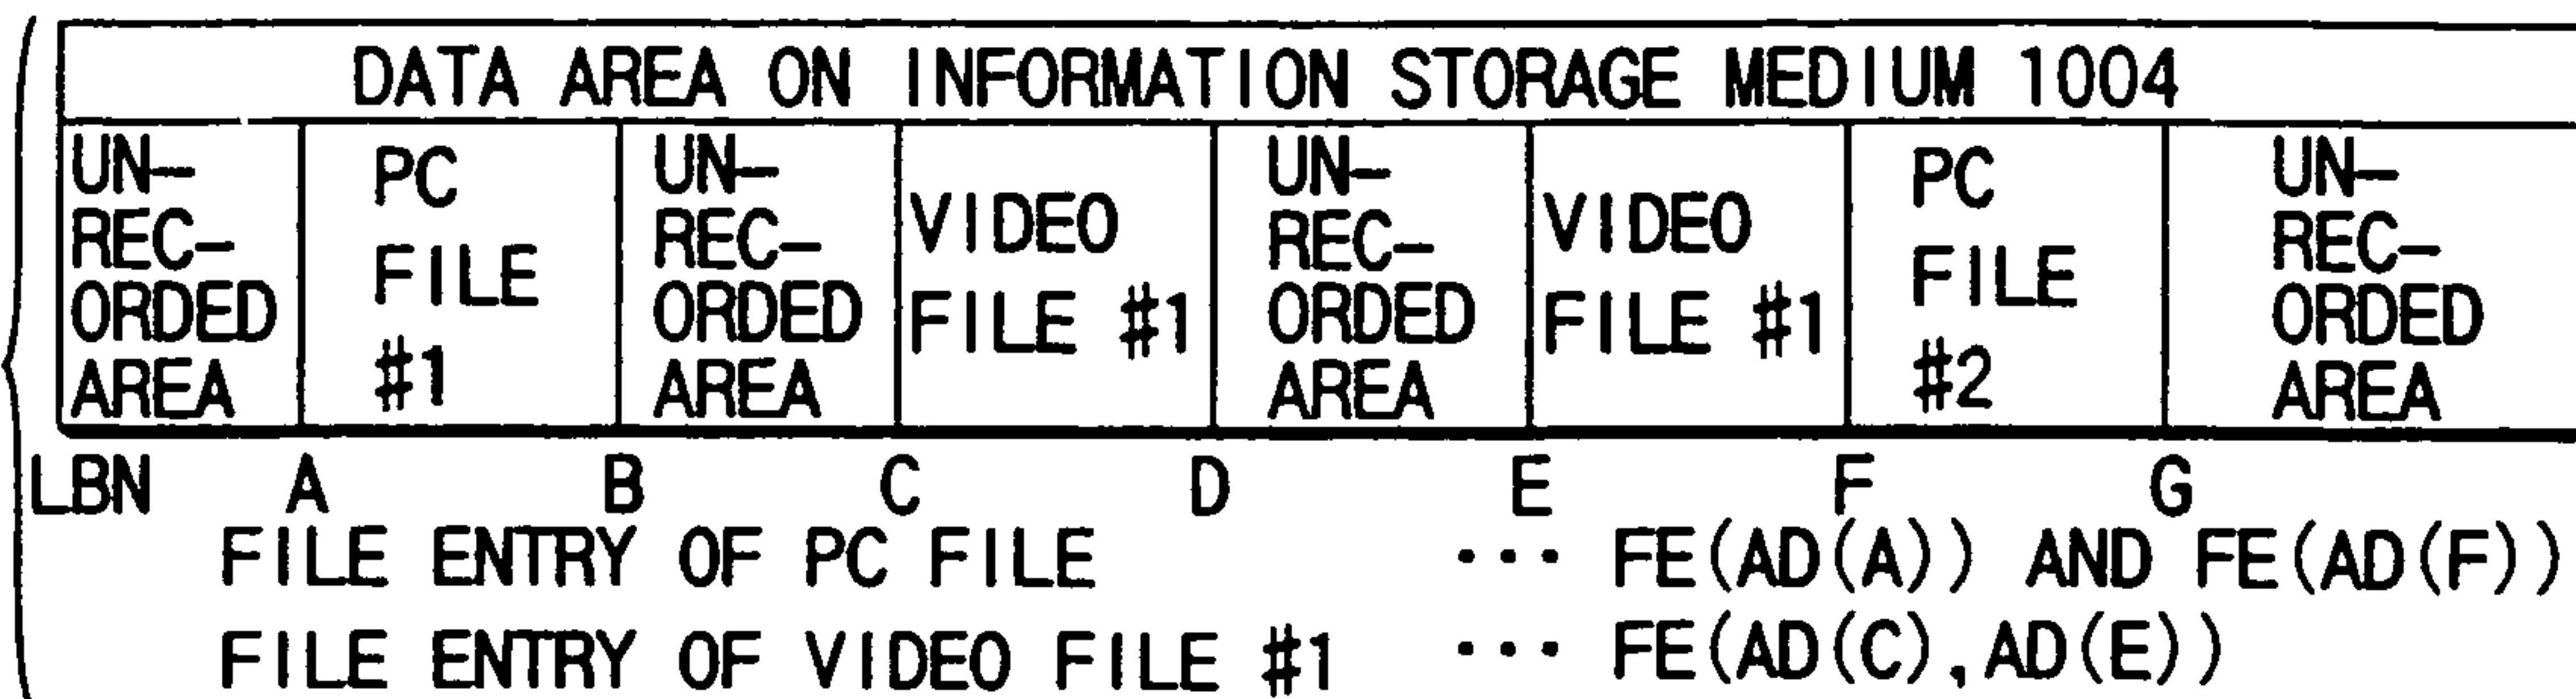 DATA AREA ON INFORMATION STORAGE MEDIUM 1004
UN-
REC-
ORDED
AREA
PC
FILE
#1
UN-
REC-
ORDED
AREA
VIDEO
FILE #1
UN-
REC-
ORDED
AREA
VIDEO
FILE #1
PC
FILE
#2
UN-
REC-
ORDED
AREA
LBN A B C D E F G
FILE ENTRY OF PC FILE ··· FE(AD(A)) AND FE(AD(F))
FILE ENTRY OF VIDEO FILE #1 ··· FE(AD(C),AD(E))